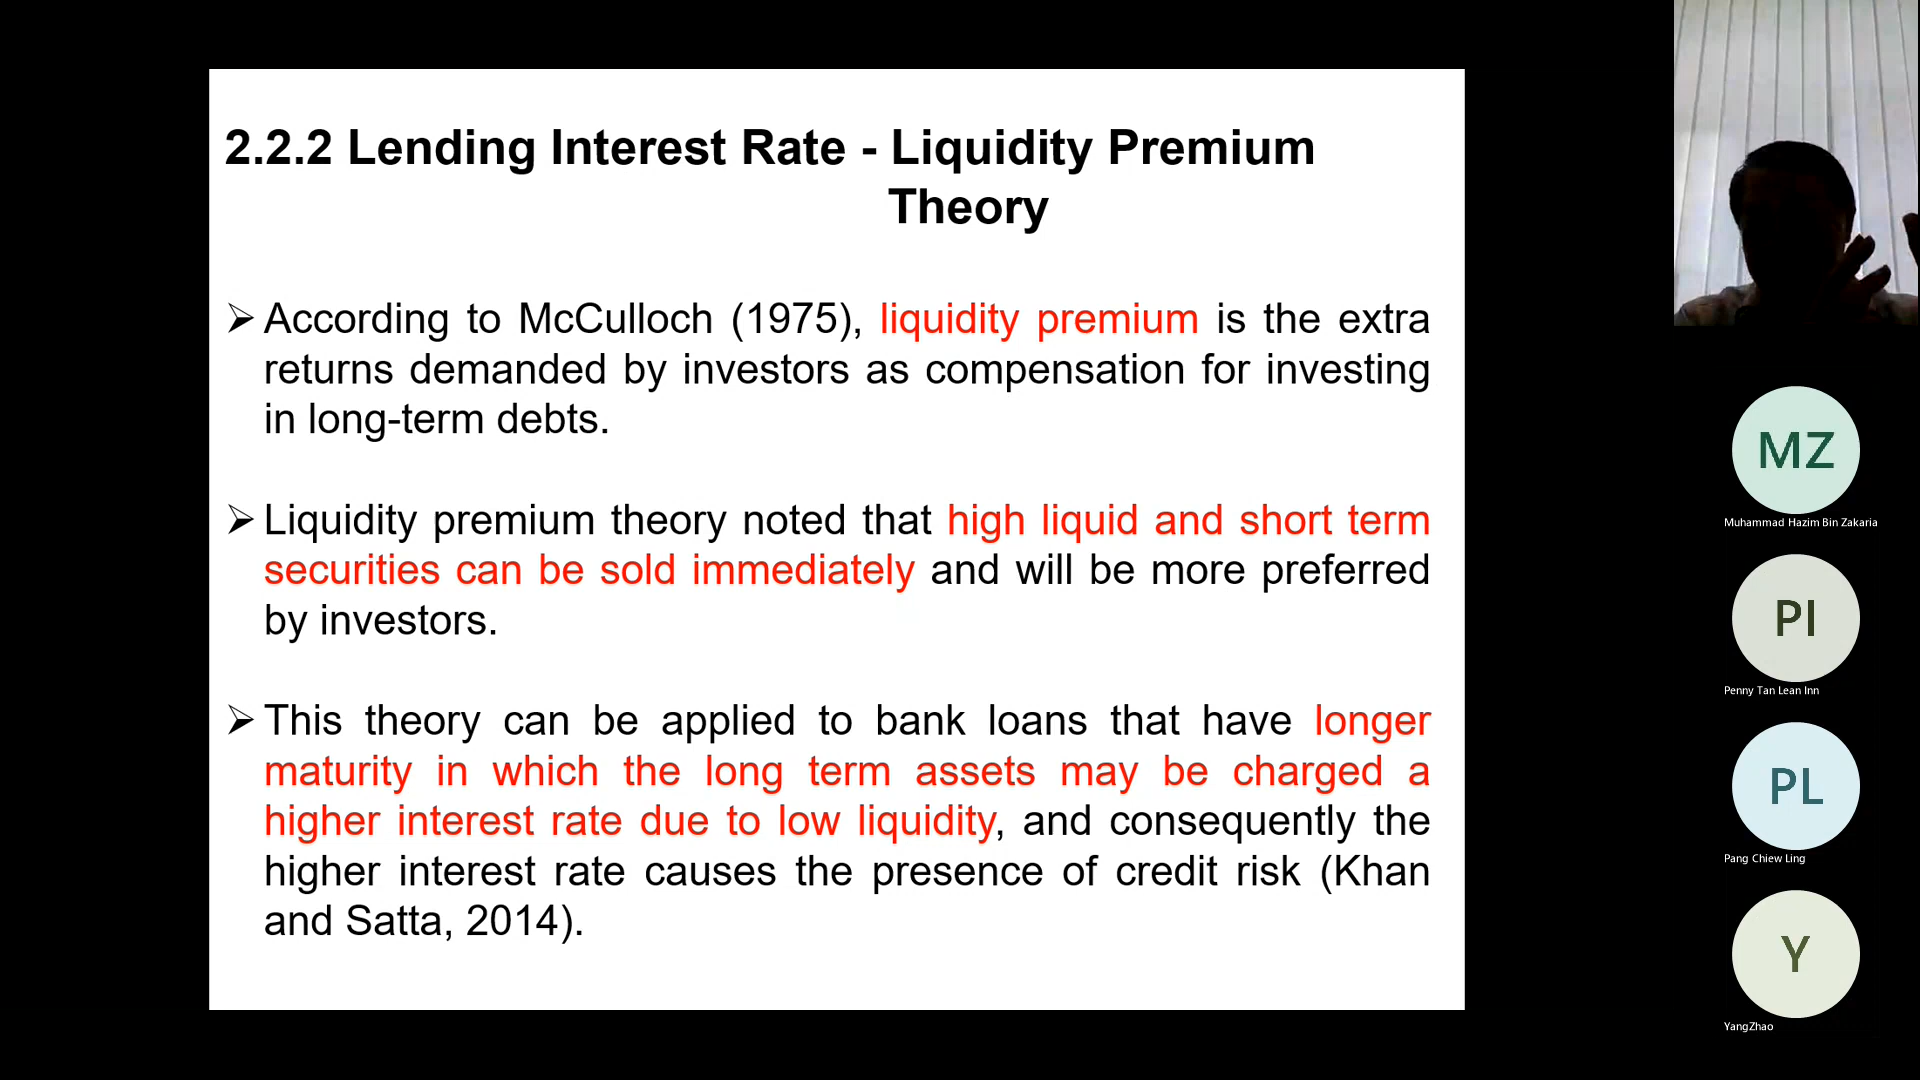 2.2.2 Lending Interest Rate - Liquidity Premium
Theory
➢ According to McCulloch (1975), liquidity premium is the extra
returns demanded by investors as compensation for investing
in long-term debts.
➢ Liquidity premium theory noted that high liquid and short term
securities can be sold immediately and will be more preferred
by investors.
➢ This theory can be applied to bank loans that have longer
maturity in which the long term assets may be charged a
higher interest rate due to low liquidity, and consequently the
higher interest rate causes the presence of credit risk (Khan
and Satta, 2014).
MZ
Muhammad Hazim Bin Zakaria
PI
Penny Tan Lean Inn
PL
Pang Chiew Ling
Y
YangZhao